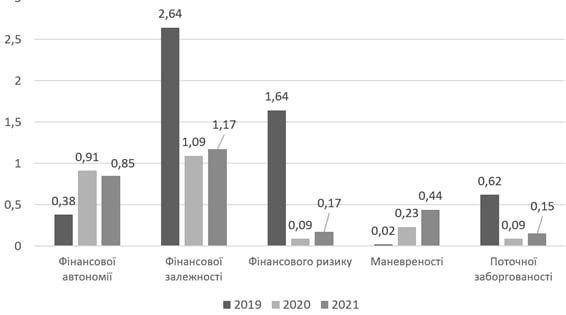 2,5
2
1,5
1
0,5
0
0,38
0,91
0,85
2,64
1,09
1,17
1,64
0,09
0,17
0,02
0,23
0,44
0,62
0,09
0,15
Фінансової
автономії
Фінансової
залежності
Фінансового ризику
Маневреності
Поточної
заборгованості
2019 2020 2021